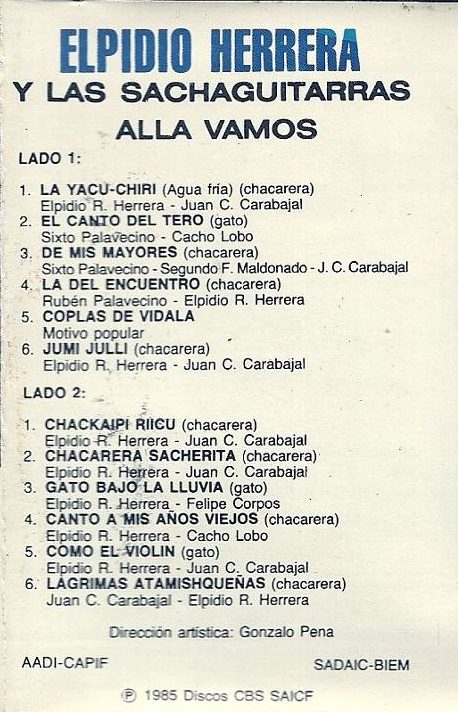 ELPIDIO HERRERA
Y LAS SACHAGUITARRAS
ALLA VAMOS
LADO 1:
1. LA YACU-CHIRI (Agua fría) (chacarera)
Elpidio R. Herrera - Juan C. Carabajal
2. EL CANTO DEL TERO (gato)
Sixto Palavecino - Cacho Lobo
3. DE MIS MAYORES (chacarera)
Sixto Palavecino - Segundo F. Maldonado - J. C. Carabajal
4. LA DEL ENCUENTRO (chacarera)
Rubén Palavecino - Elpidio R. Herrera
5. COPLAS DE VIDALA
Motivo popular
6. JUMI JULLI (chacarera)
Elpidio R. Herrera - Juan C. Carabajal
LADO 2:
1. CHACKAIPI RIICU (chacarera)
Elpidio R. Herrera - Juan C. Carabajal
2. CHACARERA SACHERITA (chacarera)
Elpidio R. Herrera - Juan C. Carabajal
3. GATO BAJO LA LLUVIA (gato)
Elpidio R. Herrera - Felipe Corpos
4. CANTO A MIS AÑOS VIEJOS (chacarera)
Elpidio R. Herrera - Cacho Lobo
5. COMO EL VIOLIN (gato)
Elpidio R. Herrera - Juan C. Carabajal
6. LAGRIMAS ATAMISHQUEÑAS (chacarera)
Juan C. Carabajal - Elpidio R. Herrera
Dirección artística: Gonzalo Pena
AADI-CAPIF SADAIC-BIEM
℗ 1985 Discos CBS SAICF